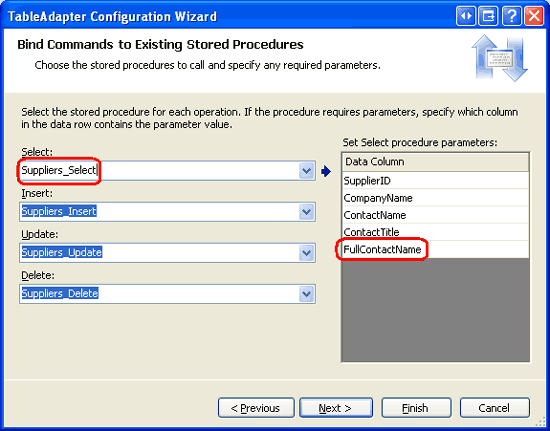 TableAdapter Configuration Wizard
Bind Commands to Existing Stored Procedures
Choose the stored procedures to call and specify any required parameters.
Select the stored procedure for each operation. If the procedure requires parameters, specify which column
in the data row contains the parameter value.
Select:
Suppliers_Select
Insert:
Suppliers_Insert
Update:
Suppliers_Update
Delete:
Suppliers_Delete
Set Select procedure parameters:
Data Column
SupplierID
CompanyName
ContactName
ContactTitle
FullContactName
< Previous
Next >
Finish
Cancel